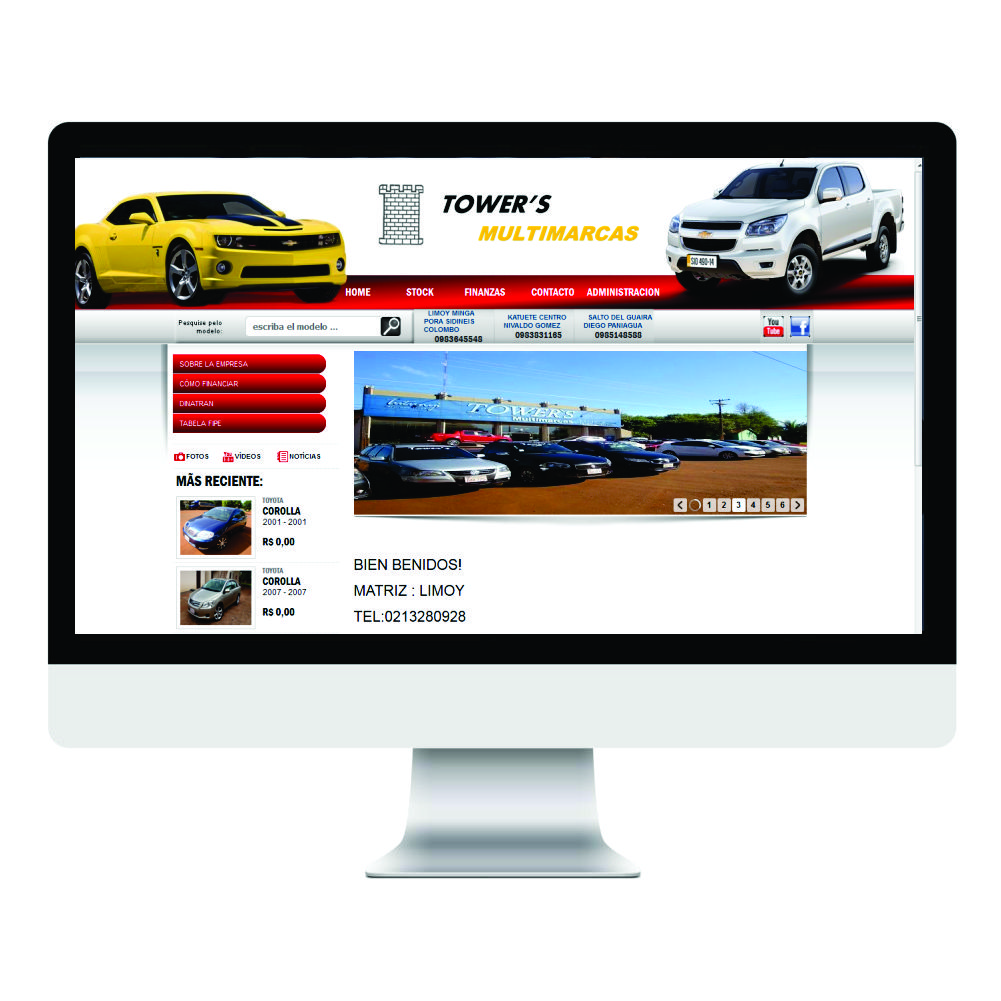 TOWER'S
MULTIMARCAS
SIO 490-14
HOME STOCK FINANZAS CONTACTO ADMINISTRACION
Pesquise pelo
modelo:
escriba el modelo ...
LIMOY MINGA
PORA SIDINEIS
COLOMBO
0983645548
KATUETE CENTRO
NIVALDO GOMEZ
0983831165
SALTO DEL GUAIRA
DIEGO PANIAGUA
0985148588
You
Tube
f
SOBRE LA EMPRESA
COMO FINANCIAR
DINATRAN
TABELA FIPE
FOTOS VÍDEOS NOTÍCIAS
MÁS RECIENTE:
TOYOTA
COROLLA
2001 - 2001
R$ 0,00
TOYOTA
COROLLA
2007 - 2007
R$ 0,00
TOWER'S
Multimarcas
1 2 3 4 5 6
BIEN BENIDOS!
MATRIZ : LIMOY
TEL:0213280928